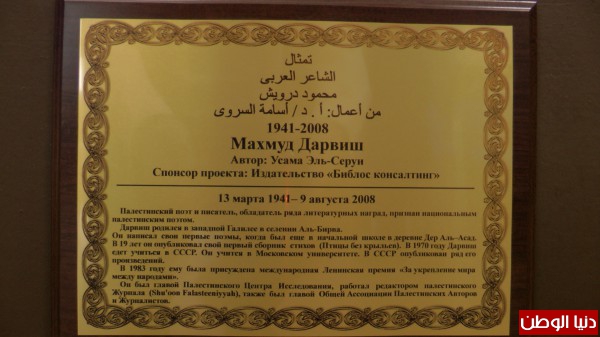 تمثال
الشاعر العربى
محمود درويش
من أعمال: أ . د / أسامة السروى
1941-2008
Махмуд Дарвиш
Автор: Усама Эль-Серуи
Спонсор проекта: Издательство «Библос консалтинг»
13 марта 1941– 9 августа 2008
Палестинский поэт и писатель, обладатель ряда литературных наград, признан национальным
палестинским поэтом.
Дарвиш родился в западной Галилее в селении Аль-Бирва.
Он написал свои первые поэмы, когда был еще в начальной школе в деревне Дер Аль-Асад.
В 19 лет он опубликовал свой первый сборник стихов (Птицы без крыльев). В 1970 году Дарвиш
едет учиться в СССР. Он учится в Московском университете. В СССР опубликован ряд его
произведений.
В 1983 году ему была присуждена международная Ленинская премия «За укрепление мира
между народами».
Он был главой Палестинского Центра Исследования, работал редактором палестинского
Журнала (Shu'oon Falasteeniyyah), также был главой Общей Ассоциации Палестинских Авторов
и Журналистов.
دنيا الوطن